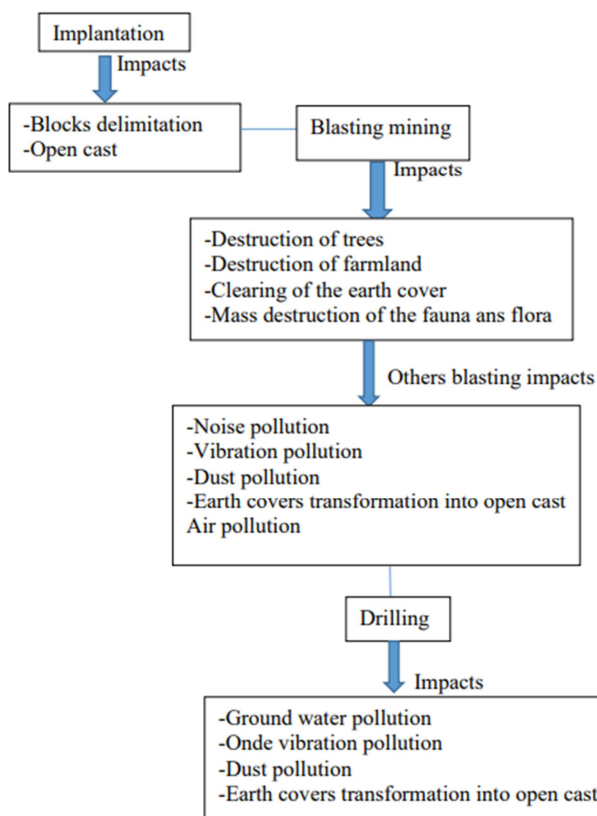 Implantation
Impacts
-Blocks delimitation
-Open cast
Blasting mining
Impacts
-Destruction of trees
-Destruction of farmland
-Clearing of the earth cover
-Mass destruction of the fauna ans flora
Others blasting impacts
-Noise pollution
-Vibration pollution
-Dust pollution
-Earth covers transformation into open cast
Air pollution
Drilling
Impacts
-Ground water pollution
-Onde vibration pollution
-Dust pollution
-Earth covers transformation into open cast